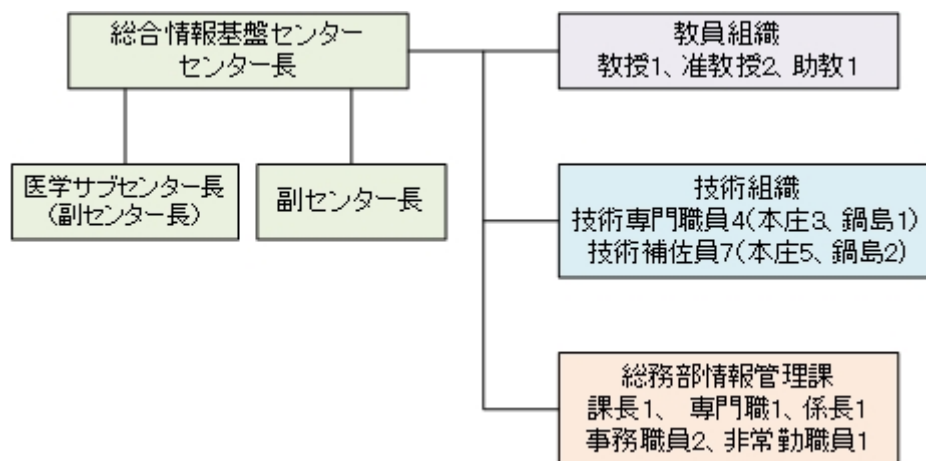 総合情報基盤センター
センター長
医学サブセンター長
(副センター長)
副センター長
教員組織
教授1、准教授2、助教1
技術組織
技術専門職員4(本庄3、鍋島1)
技術補佐員7(本庄5、鍋島2)
総務部情報管理課
課長1、 専門職1、係長1
事務職員2、非常勤職員1